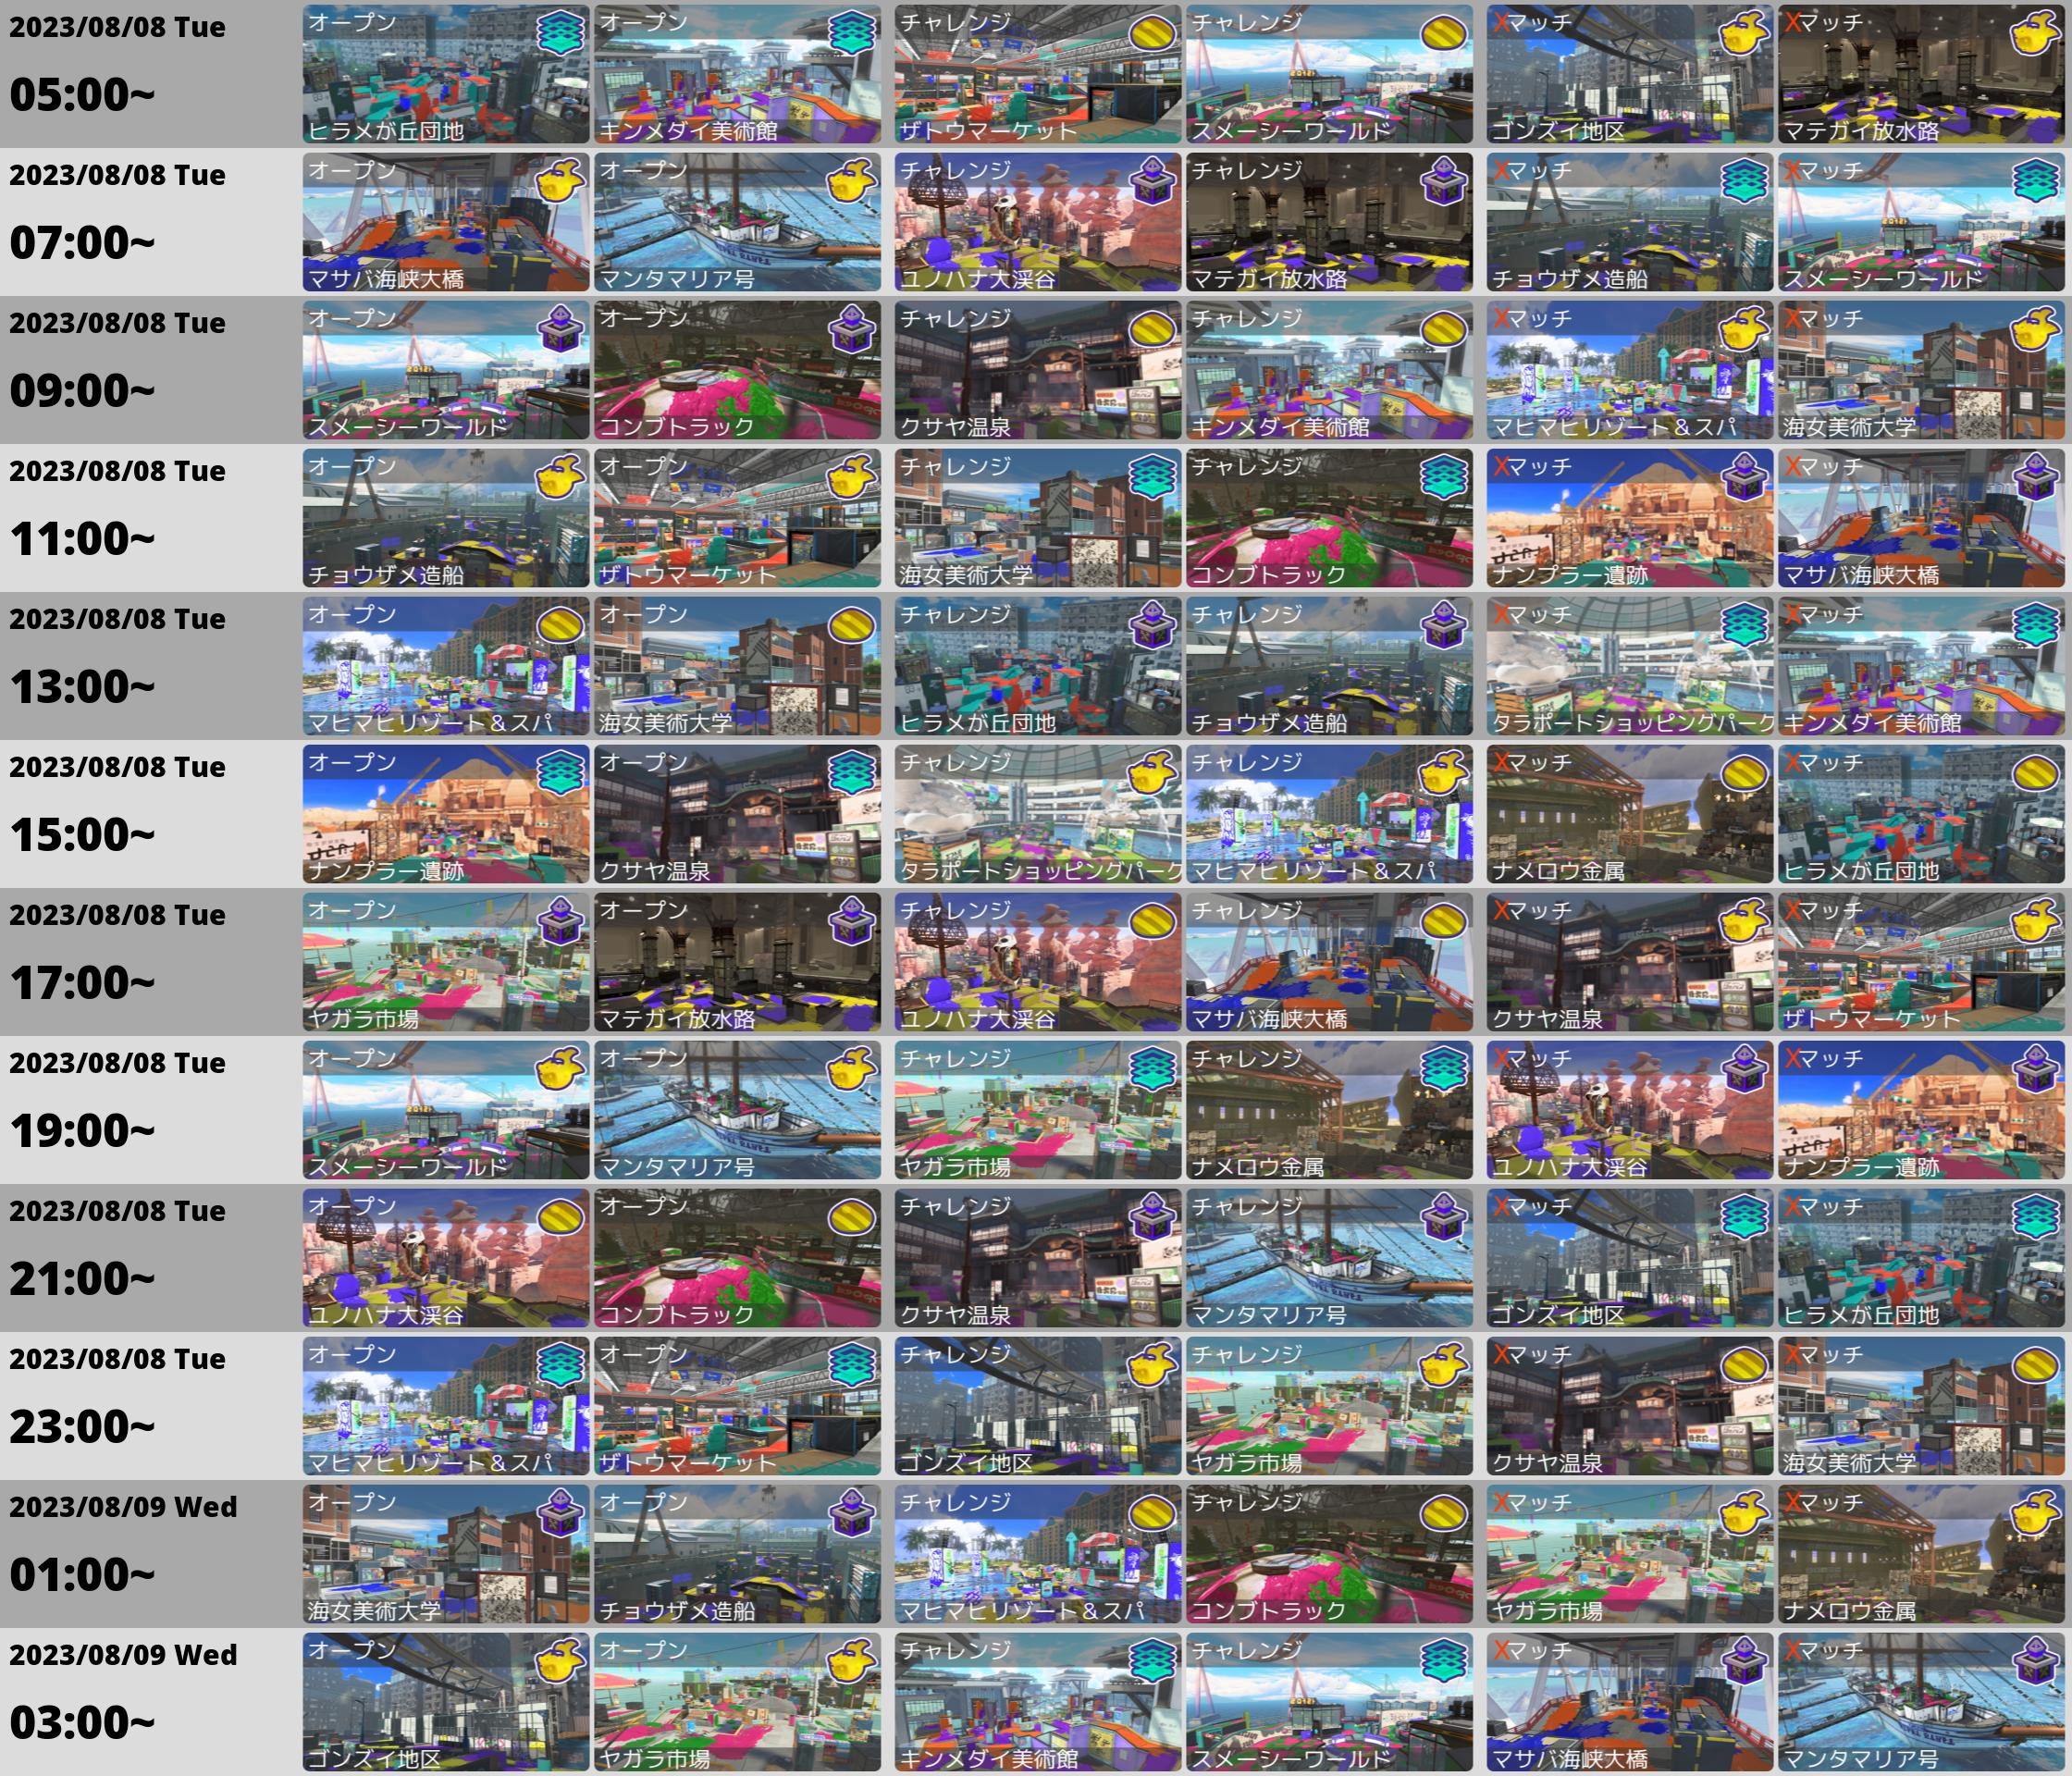 2023/08/08 Tue
05:00~
オープン
ヒラメが丘団地
オープン
キンメダイ美術館
チャレンジ
ザトウマーケット
チャレンジ
スメーシーワールド
Xマッチ
ゴンズイ地区
Xマッチ
マテガイ放水路
2023/08/08 Tue
07:00~
オープン
マサバ海峡大橋
オープン
マンタマリア号
チャレンジ
ユノハナ大渓谷
チャレンジ
マテガイ放水路
Xマッチ
チョウザメ造船
Xマッチ
スメーシーワールド
2023/08/08 Tue
09:00~
オープン
スメーシーワールド
オープン
コンブトラック
チャレンジ
クサヤ温泉
チャレンジ
キンメダイ美術館
Xマッチ
マヒマヒリゾート＆スパ
Xマッチ
海女美術大学
2023/08/08 Tue
11:00~
オープン
チョウザメ造船
オープン
ザトウマーケット
チャレンジ
海女美術大学
チャレンジ
コンブトラック
Xマッチ
ナンプラー遺跡
Xマッチ
マサバ海峡大橋
2023/08/08 Tue
13:00~
オープン
マヒマヒリゾート＆スパ
オープン
海女美術大学
チャレンジ
ヒラメが丘団地
チャレンジ
チョウザメ造船
Xマッチ
タラポートショッピングパーク
Xマッチ
キンメダイ美術館
2023/08/08 Tue
15:00~
オープン
ナンプラー遺跡
オープン
クサヤ温泉
チャレンジ
タラポートショッピングパーク
チャレンジ
マヒマヒリゾート＆スパ
Xマッチ
ナメロウ金属
Xマッチ
ヒラメが丘団地
2023/08/08 Tue
17:00~
オープン
ヤガラ市場
オープン
マテガイ放水路
チャレンジ
ユノハナ大渓谷
チャレンジ
マサバ海峡大橋
Xマッチ
クサヤ温泉
Xマッチ
ザトウマーケット
2023/08/08 Tue
19:00~
オープン
スメーシーワールド
オープン
マンタマリア号
チャレンジ
ヤガラ市場
チャレンジ
ナメロウ金属
Xマッチ
ユノハナ大渓谷
Xマッチ
ナンプラー遺跡
2023/08/08 Tue
21:00~
オープン
ユノハナ大渓谷
オープン
コンブトラック
チャレンジ
クサヤ温泉
チャレンジ
マンタマリア号
Xマッチ
ゴンズイ地区
Xマッチ
ヒラメが丘団地
2023/08/08 Tue
23:00~
オープン
マヒマヒリゾート＆スパ
オープン
ザトウマーケット
チャレンジ
ゴンズイ地区
チャレンジ
ヤガラ市場
Xマッチ
クサヤ温泉
Xマッチ
海女美術大学
2023/08/09 Wed
01:00~
オープン
海女美術大学
オープン
チョウザメ造船
チャレンジ
マヒマヒリゾート＆スパ
チャレンジ
コンブトラック
Xマッチ
ヤガラ市場
Xマッチ
ナメロウ金属
2023/08/09 Wed
03:00~
オープン
ゴンズイ地区
オープン
ヤガラ市場
チャレンジ
キンメダイ美術館
チャレンジ
スメーシーワールド
Xマッチ
マサバ海峡大橋
Xマッチ
マンタマリア号